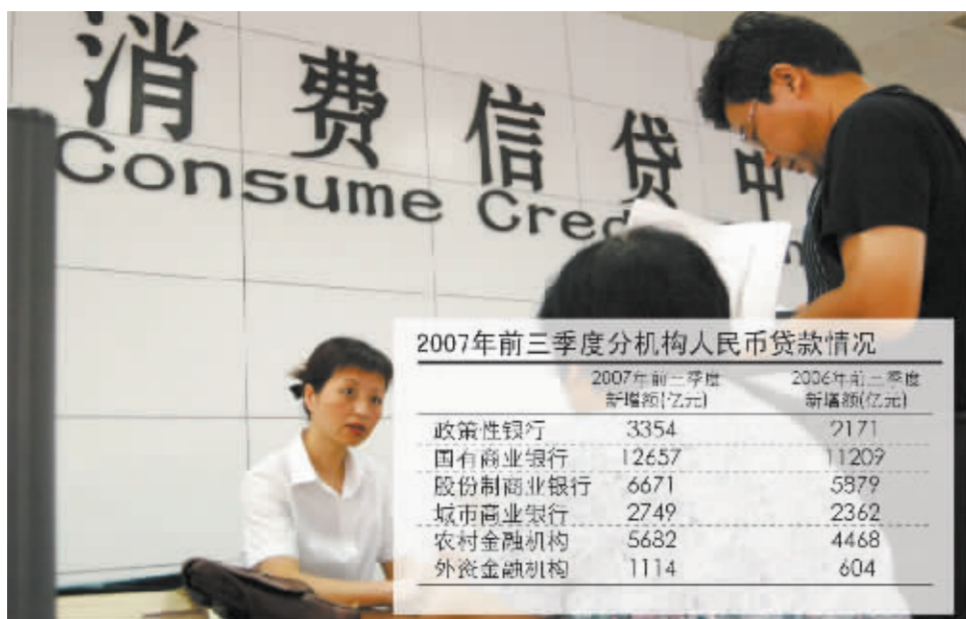 消费信贷中
Consume Cred
2007年前三季度分机构人民币贷款情况
2007年前三季度 2006年前三季度
新增额(亿元) 新增额(亿元)
政策性银行 3354 2171
国有商业银行 12657 11209
股份制商业银行 6671 5879
城市商业银行 2749 2362
农村金融机构 5682 4468
外资金融机构 1114 604